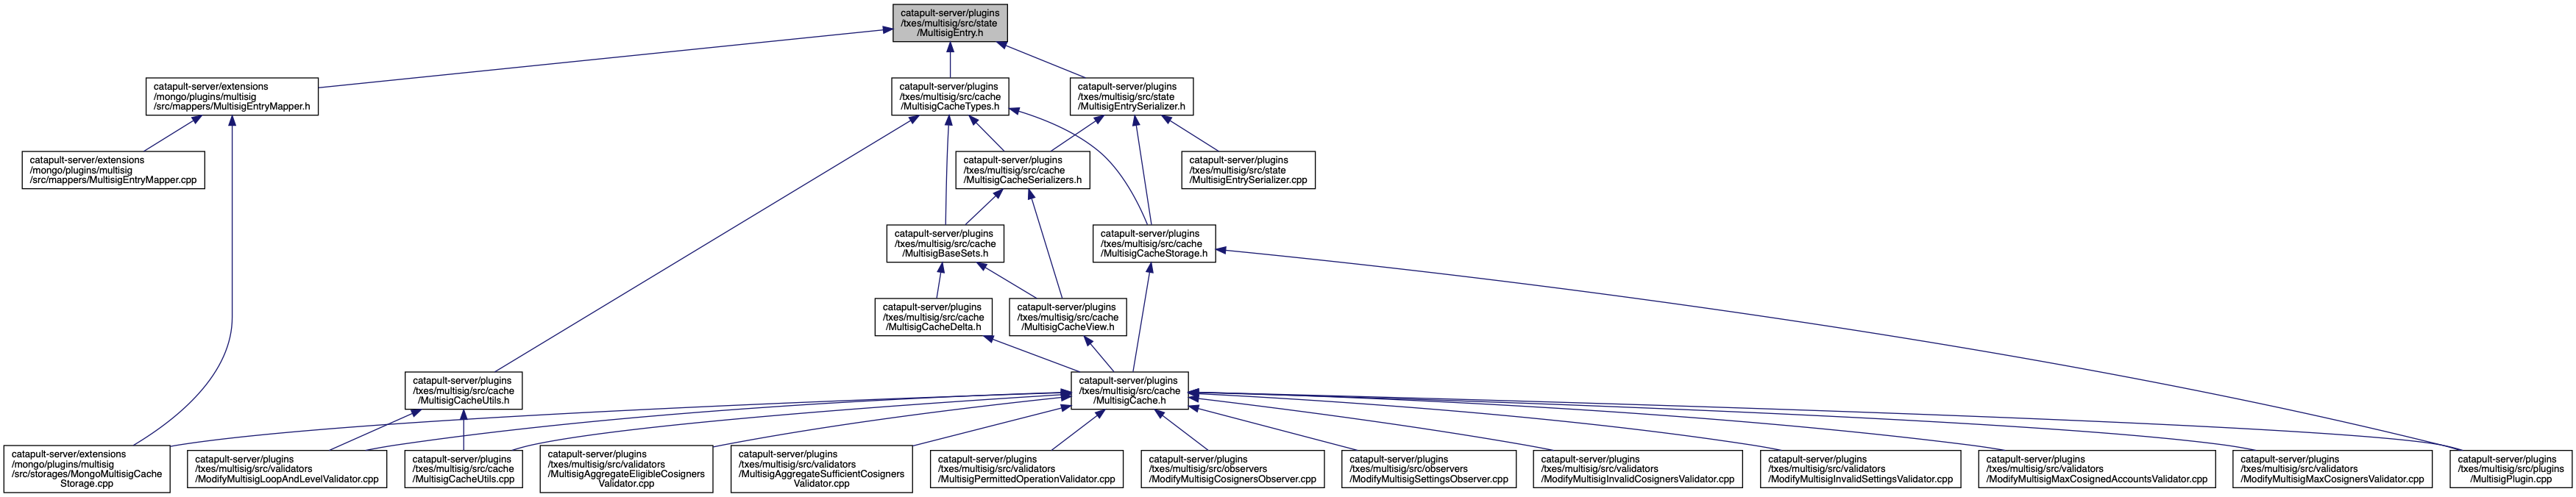 catapult-server/plugins
/txes/multisig/src/state
/MultisigEntry.h
catapult-server/extensions
/mongo/plugins/multisig
/src/mappers/MultisigEntryMapper.h
catapult-server/plugins
/txes/multisig/src/cache
/MultisigCacheTypes.h
catapult-server/plugins
/txes/multisig/src/state
/MultisigEntrySerializer.h
catapult-server/extensions
/mongo/plugins/multisig
/src/mappers/MultisigEntryMapper.cpp
catapult-server/plugins
/txes/multisig/src/cache
/MultisigCacheSerializers.h
catapult-server/plugins
/txes/multisig/src/state
/MultisigEntrySerializer.cpp
catapult-server/plugins
/txes/multisig/src/cache
/MultisigBaseSets.h
catapult-server/plugins
/txes/multisig/src/cache
/MultisigCacheStorage.h
catapult-server/plugins
/txes/multisig/src/cache
/MultisigCacheDelta.h
catapult-server/plugins
/txes/multisig/src/cache
/MultisigCacheView.h
catapult-server/plugins
/txes/multisig/src/cache
/MultisigCacheUtils.h
catapult-server/plugins
/txes/multisig/src/cache
/MultisigCache.h
catapult-server/extensions
/mongo/plugins/multisig
/src/storages/MongoMultisigCache
Storage.cpp
catapult-server/plugins
/txes/multisig/src/validators
/ModifyMultisigLoopAndLevelValidator.cpp
catapult-server/plugins
/txes/multisig/src/cache
/MultisigCacheUtils.cpp
catapult-server/plugins
/txes/multisig/src/validators
/MultisigAggregateEligibleCosigners
Validator.cpp
catapult-server/plugins
/txes/multisig/src/validators
/MultisigAggregateSufficientCosigners
Validator.cpp
catapult-server/plugins
/txes/multisig/src/validators
/MultisigPermittedOperationValidator.cpp
catapult-server/plugins
/txes/multisig/src/observers
/ModifyMultisigCosignersObserver.cpp
catapult-server/plugins
/txes/multisig/src/observers
/ModifyMultisigSettingsObserver.cpp
catapult-server/plugins
/txes/multisig/src/validators
/ModifyMultisigInvalidCosignersValidator.cpp
catapult-server/plugins
/txes/multisig/src/validators
/ModifyMultisigInvalidSettingsValidator.cpp
catapult-server/plugins
/txes/multisig/src/validators
/ModifyMultisigMaxCosignedAccountsValidator.cpp
catapult-server/plugins
/txes/multisig/src/validators
/ModifyMultisigMaxCosignersValidator.cpp
catapult-server/plugins
/txes/multisig/src/plugins
/MultisigPlugin.cpp